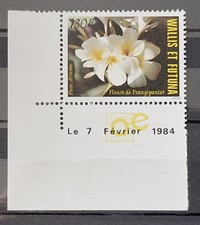 130F
WALLIS ET FUTUNA
Fleurs de Frangipanier
Le 7 Février 1984